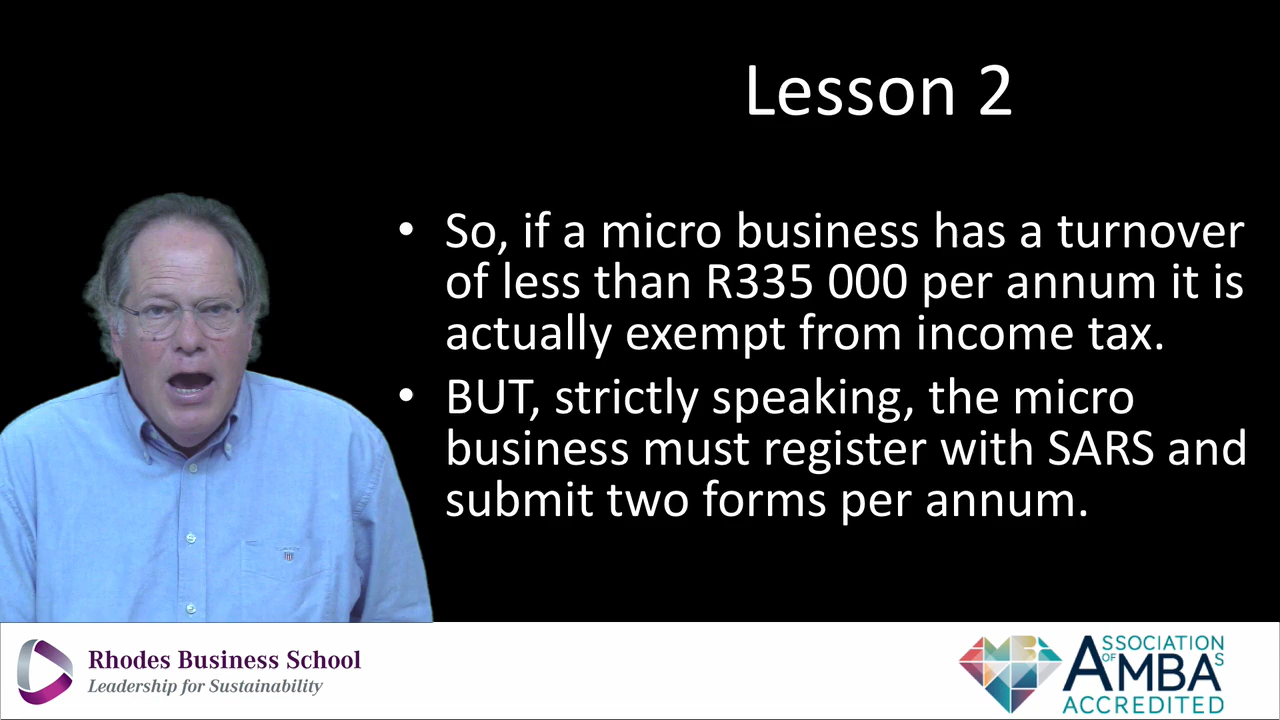 Lesson 2
• So, if a micro business has a turnover
of less than R335 000 per annum it is
actually exempt from income tax.
• BUT, strictly speaking, the micro
business must register with SARS and
submit two forms per annum.
Rhodes Business School
Leadership for Sustainability
MBA
ASSOCIATION
OF AMBAS
ACCREDITED